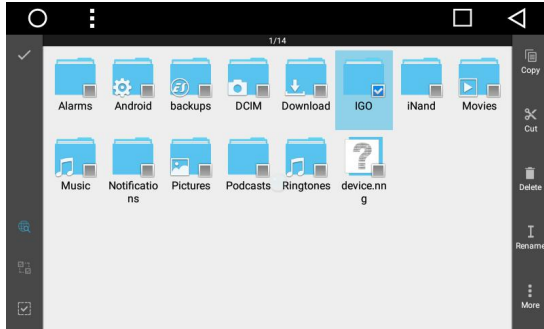 1/14
Copy
Alarms
Android
backups
DCIM
Download
IGO
iNand
Movies
Cut
Music
Notificatio
ns
Pictures
Podcasts
Ringtones
device.nn
g
Delete
Rename
More